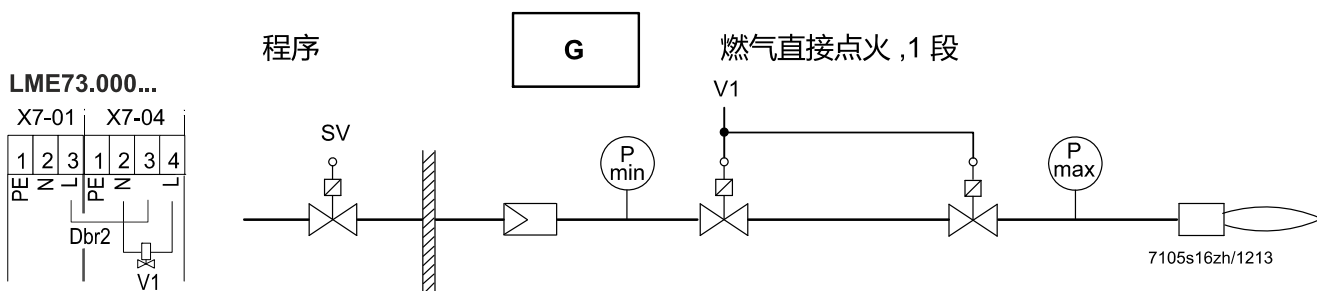 程序
G
燃气直接点火 ,1 段
LME73.000...
X7-01 X7-04
1 2 3 1 2 3 4
PE N L PE N L
Dbr2
V1
SV
P min
V1
P max
7105s16zh/1213